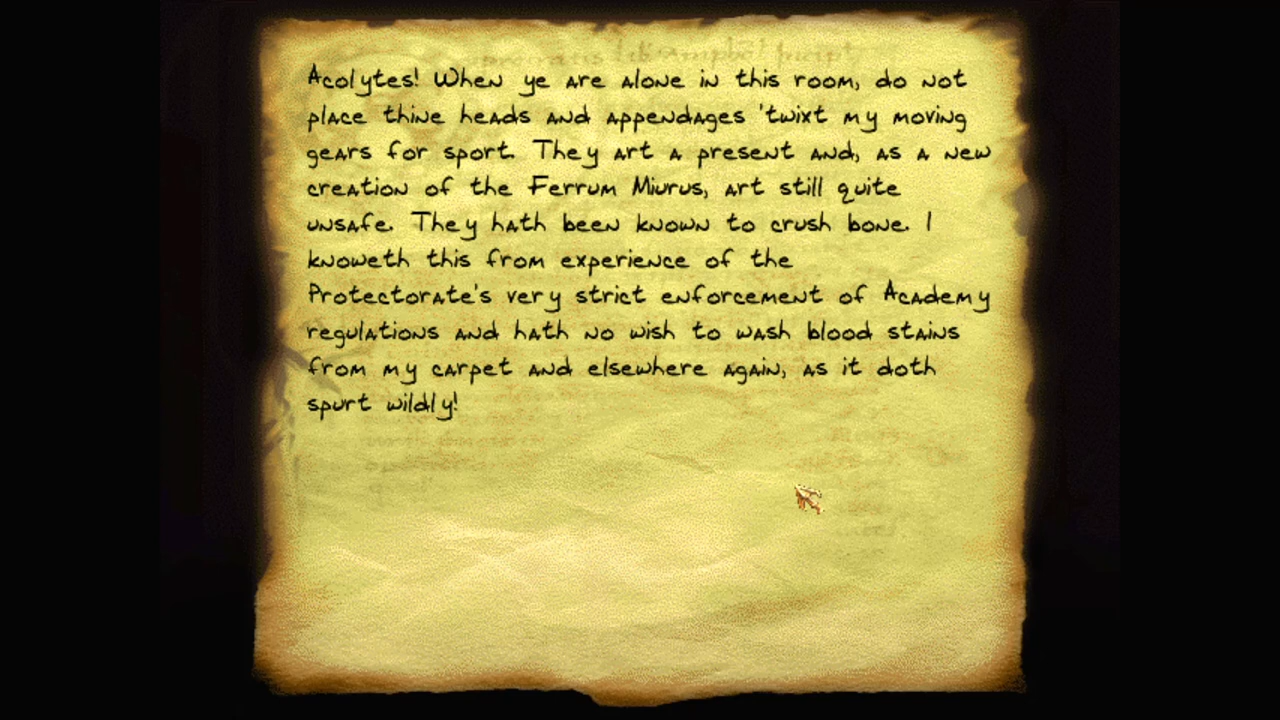 Acolytes! When ye are alone in this room, do not
place thine heads and appendages 'twixt my moving
gears for sport. They art a present and, as a new
creation of the Ferrum Miurus, art still quite
unsafe. They hath been known to crush bone. I
knoweth this from experience of the
Protectorate's very strict enforcement of Academy
regulations and hath no wish to wash blood stains
from my carpet and elsewhere again, as it doth
spurt wildly!